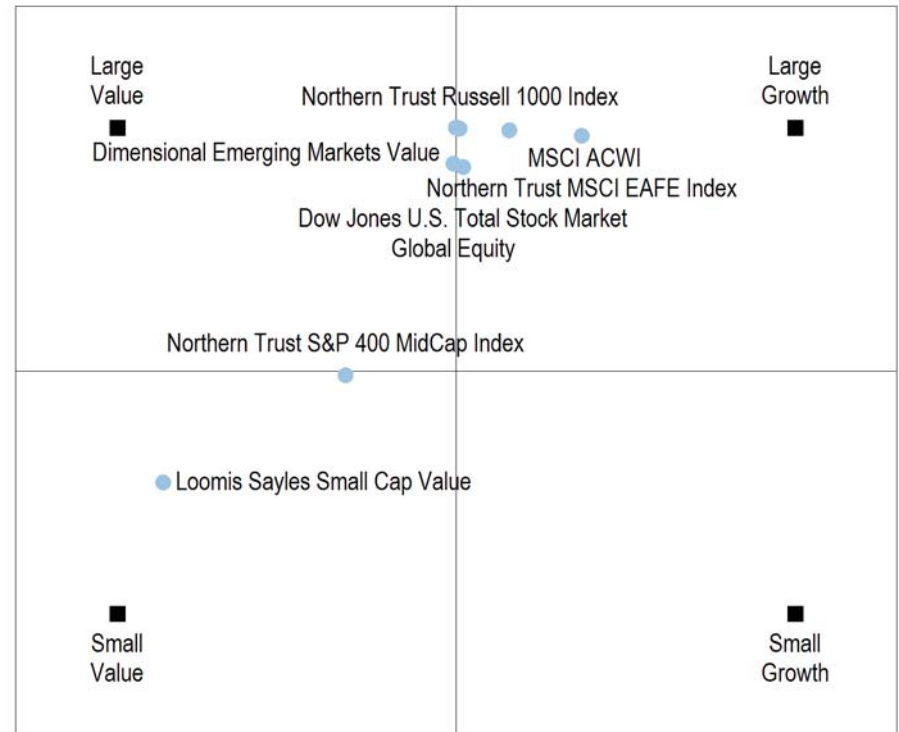 Large
Value
Large
Growth
Northern Trust Russell 1000 Index
Dimensional Emerging Markets Value
MSCI ACWI
Northern Trust MSCI EAFE Index
Dow Jones U.S. Total Stock Market
Global Equity
Northern Trust S&P 400 MidCap Index
Loomis Sayles Small Cap Value
Small
Value
Small
Growth